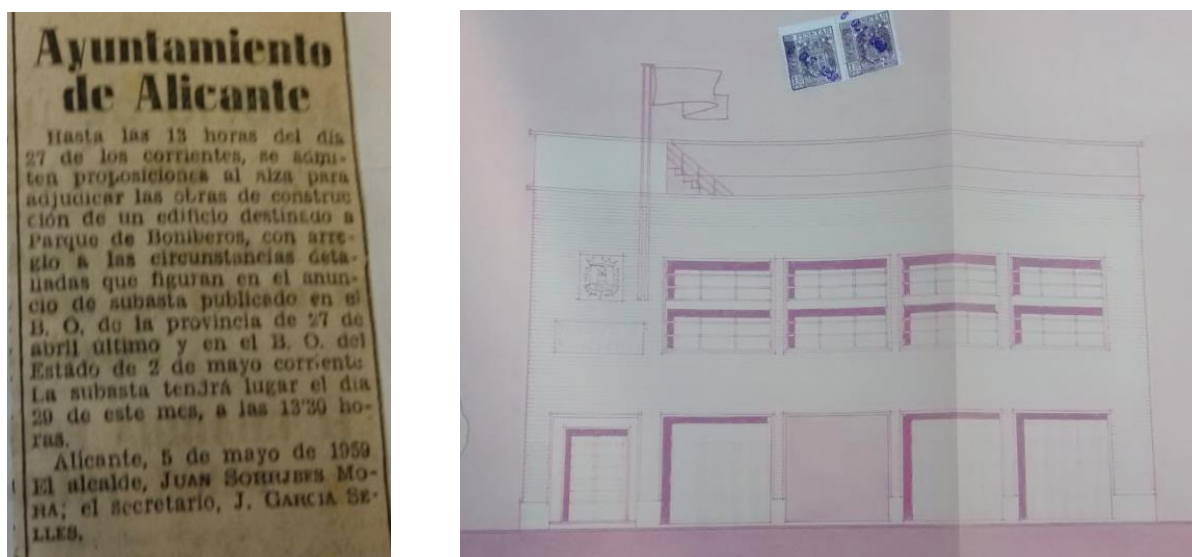 Ayuntamiento
de Alicante
Hasta las 13 horas del día
27 de los corrientes, se admi-
ten proposiciones al alza para
adjudicar las obras de construc
ción de un edificio destinado a
Parque de Bomberos, con arre-
glo a las circunstancias deta-
lladas que figuran en el anun-
cio de subasta publicado en el
B. O. de la provincia de 27 de
abril último y en el B. O. del
Estado de 2 de mayo corriente
La subasta tendrá lugar el día
29 de este mes, a las 13'30 ho-
ras.
Alicante, 5 de mayo de 1959
El alcalde, JUAN SORRIBES MO-
RA; el secretario, J. GARCIA SE-
LLES.